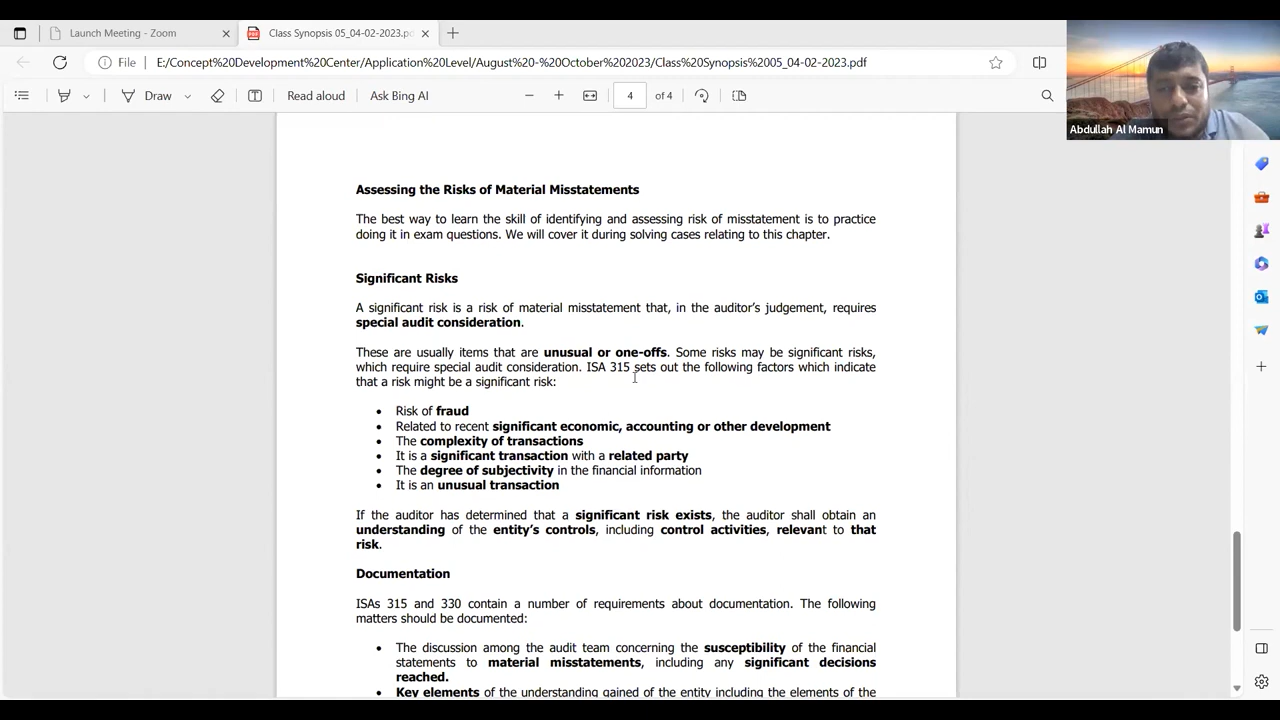 Launch Meeting - Zoom
Class Synopsis 05_04-02-2023.p
File
E:/Concept%20Development%20Center/Application%20Level/August%20-%20October%202023/Class%20Synopsis%2005_04-02-2023.pdf
Draw
Read aloud
Ask Bing AI
4
of 4
Abdullah Al Mamun
Assessing the Risks of Material Misstatements
The best way to learn the skill of identifying and assessing risk of misstatement is to practice
doing it in exam questions. We will cover it during solving cases relating to this chapter.
Significant Risks
A significant risk is a risk of material misstatement that, in the auditor's judgement, requires
special audit consideration.
These are usually items that are unusual or one-offs. Some risks may be significant risks,
which require special audit consideration. ISA 315 sets out the following factors which indicate
that a risk might be a significant risk:
• Risk of fraud
• Related to recent significant economic, accounting or other development
• The complexity of transactions
• It is a significant transaction with a related party
• The degree of subjectivity in the financial information
• It is an unusual transaction
If the auditor has determined that a significant risk exists, the auditor shall obtain an
understanding of the entity's controls, including control activities, relevant to that
risk.
Documentation
ISAs 315 and 330 contain a number of requirements about documentation. The following
matters should be documented:
• The discussion among the audit team concerning the susceptibility of the financial
statements to material misstatements, including any significant decisions
reached.
• Key elements of the understanding gained of the entity including the elements of the